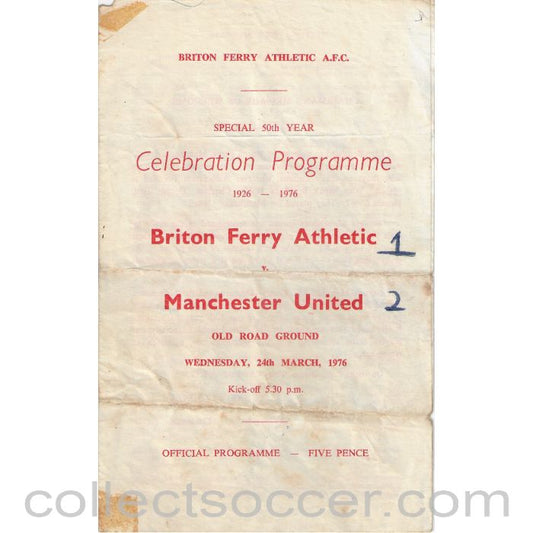 BRITON FERRY ATHLETIC A.F.C.
SPECIAL 50th YEAR
Celebration Programme
1926 — 1976
Briton Ferry Athletic 1
v.
Manchester United 2
OLD ROAD GROUND
WEDNESDAY, 24th MARCH, 1976
Kick-off 5.30 p.m.
OFFICIAL PROGRAMME — FIVE PENCE
collectsoccer.com